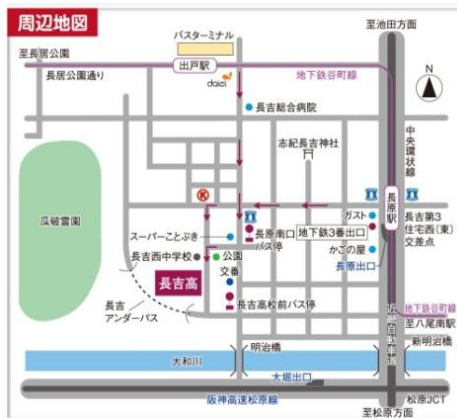 周辺地図
至池田方面
バスターミナル
至長居公園
出戸駅
地下鉄谷町線
N
長居公園通り
daiei
長吉総合病院
中央環状線
志紀長吉神社
瓜破霊園
ガスト
長原駅
長吉第3
住宅西(東)
交差点
スーパーことぶき
長原南口
バス停
地下鉄3番出口
かごの屋
長吉西中学校
公園
長原出口
長吉高
交番
長吉
アンダーパス
長吉高校前バス停
地下鉄谷町線
至八尾南駅
近畿自動車道
新明治橋
明治橋
大和川
大堀出口
阪神高速松原線
松原JCT
至松原方面